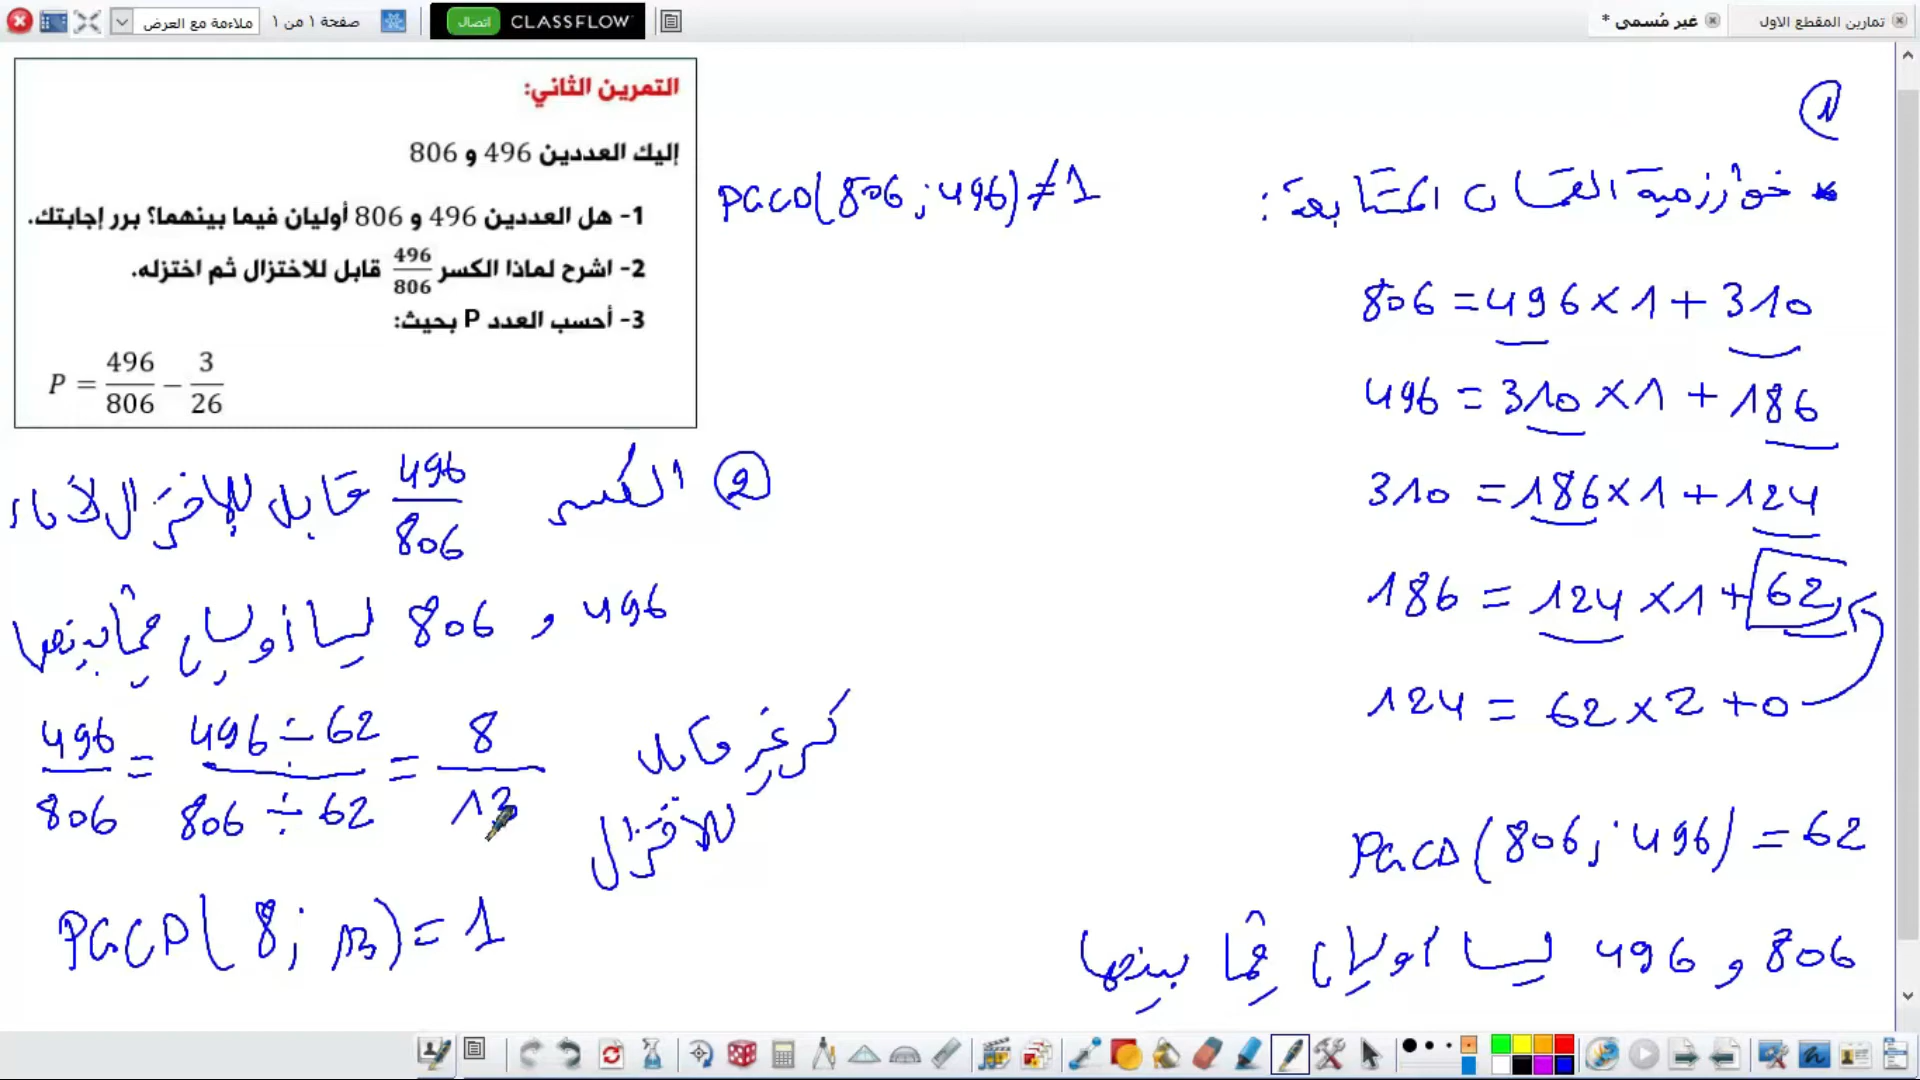 ملاءمة مع العرض
صفحة ١ من ١
اتصال CLASSFLOW
غير مُسمى *
تمارين المقطع الاول
التمرين الثاني:
إليك العددين 496 و 806
1- هل العددين 496 و 806 أوليان فيما بينهما؟ برر إجابتك.
2- اشرح لماذا الكسر 496/806 قابل للاختزال ثم اختزله.
3- أحسب العدد P بحيث:
P = 496/806 − 3/26
PGCD(806;496)≠1
①
* خوارزمية القسمات المتتابعة:
806 = 496 × 1 + 310
496 = 310 × 1 + 186
310 = 186 × 1 + 124
186 = 124 × 1 + 62
124 = 62 × 2 + 0
PGCD(806;496) = 62
806 و 496 ليسا أوليان فيما بينهما
② الكسر 496/806 قابل للاختزال لأن
496 و 806 ليسا أوليان فيما بينهما
496/806 = 496 ÷ 62 / 806 ÷ 62 = 8/13
كسر غير قابل
للاختزال
PGCD(8; 13) = 1